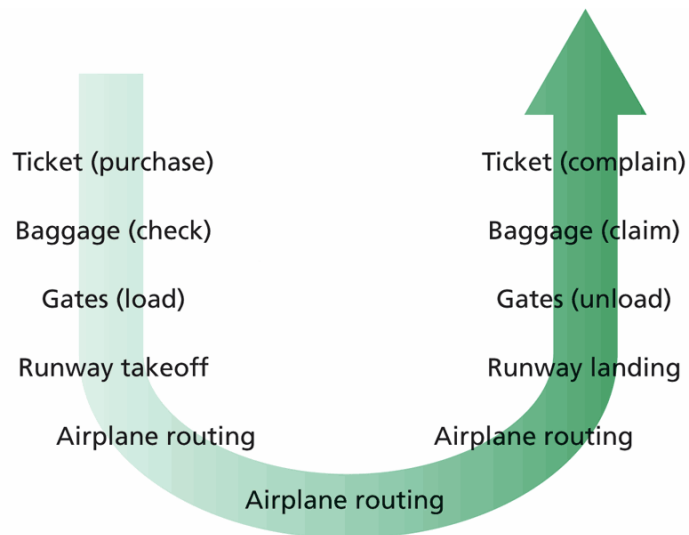 Ticket (purchase)
Baggage (check)
Gates (load)
Runway takeoff
Airplane routing
Airplane routing
Airplane routing
Runway landing
Gates (unload)
Baggage (claim)
Ticket (complain)